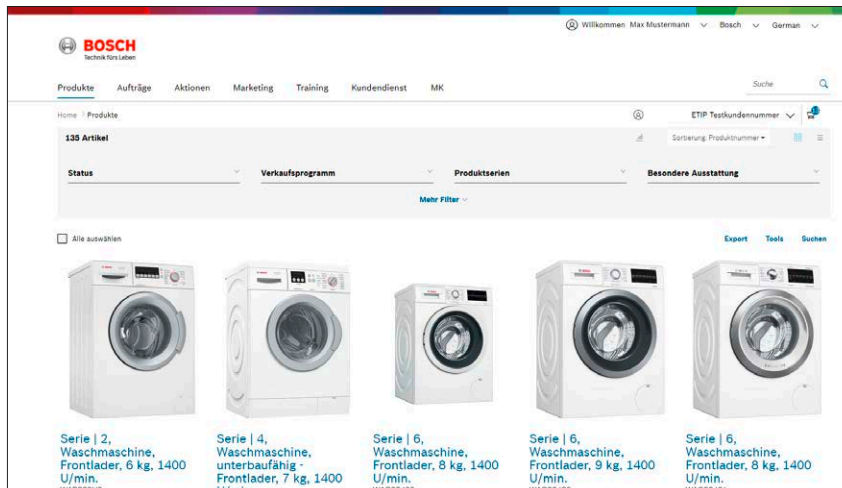 Willkommen Max Mustermann Bosch German
BOSCH
Technik fürs Leben
Produkte Aufträge Aktionen Marketing Training Kundendienst MK
Suche
Home Produkte
ETIP Testkundennummer
135 Artikel
Sortierung: Produktnummer
Status Verkaufsprogramm Produktserien Besondere Ausstattung
Mehr Filter
Alle auswählen
Export Tools Suchen
Serie | 2,
Waschmaschine,
Frontlader, 6 kg, 1400
U/min.
Serie | 4,
Waschmaschine,
unterbaufähig -
Frontlader, 7 kg, 1400
Serie | 6,
Waschmaschine,
Frontlader, 8 kg, 1400
U/min.
Serie | 6,
Waschmaschine,
Frontlader, 9 kg, 1400
U/min.
Serie | 6,
Waschmaschine,
Frontlader, 8 kg, 1400
U/min.